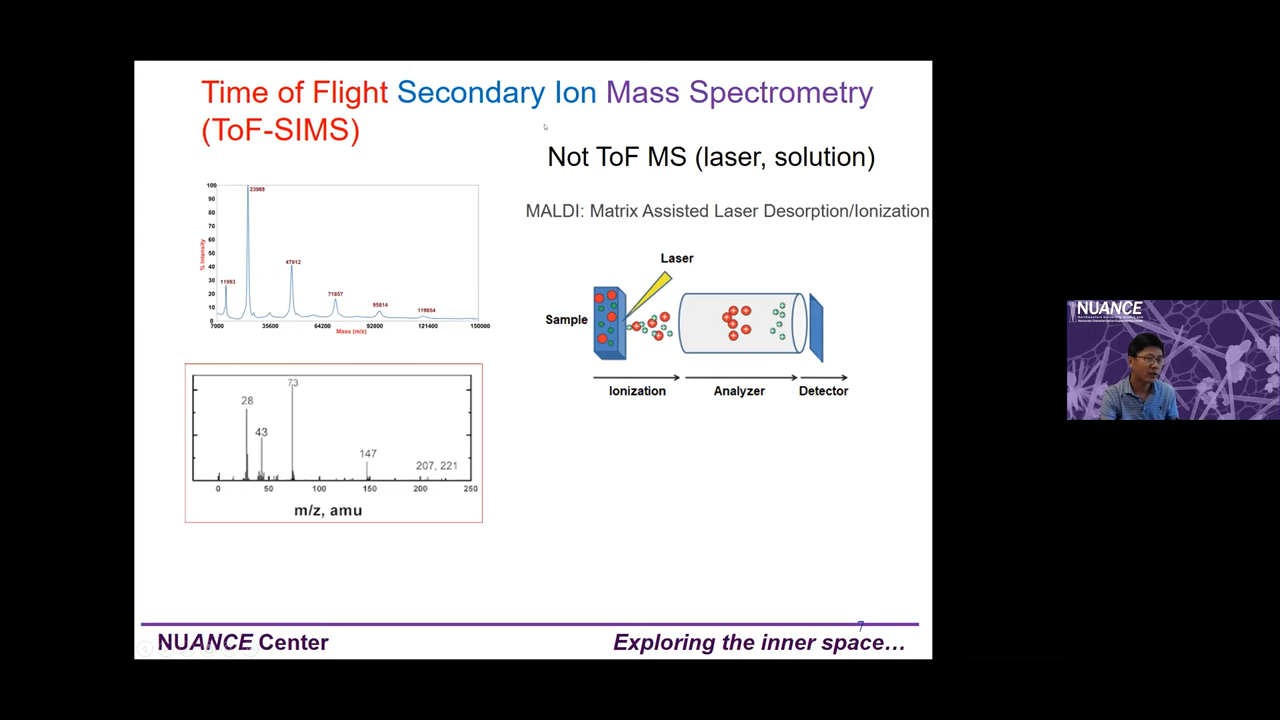 Time of Flight Secondary Ion Mass Spectrometry
(ToF-SIMS)
Not ToF MS (laser, solution)
MALDI: Matrix Assisted Laser Desorption/Ionization
100
90
80
70
60
50
40
30
20
10
0
% Intensity
11993
23989
47912
71857
95814
119854
7000
35600
64200
92800
121400
150000
Mass (m/z)
Laser
Sample
Ionization
Analyzer
Detector
28
43
73
147
207, 221
0
50
100
150
200
250
m/z, amu
7
NUANCE Center
Exploring the inner space...
NUANCE